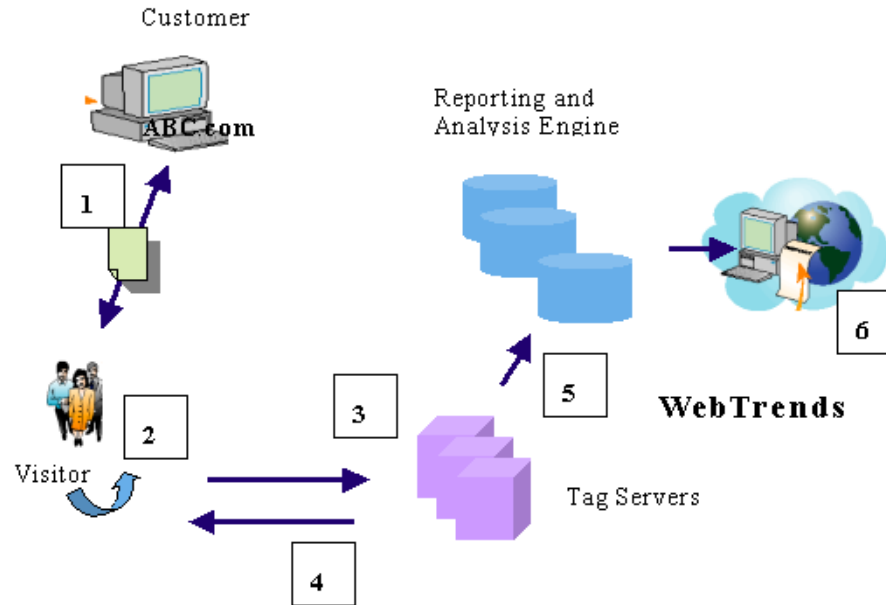 Customer
ABC.com
Reporting and
Analysis Engine
1
6
3
5
WebTrends
2
Visitor
Tag Servers
4